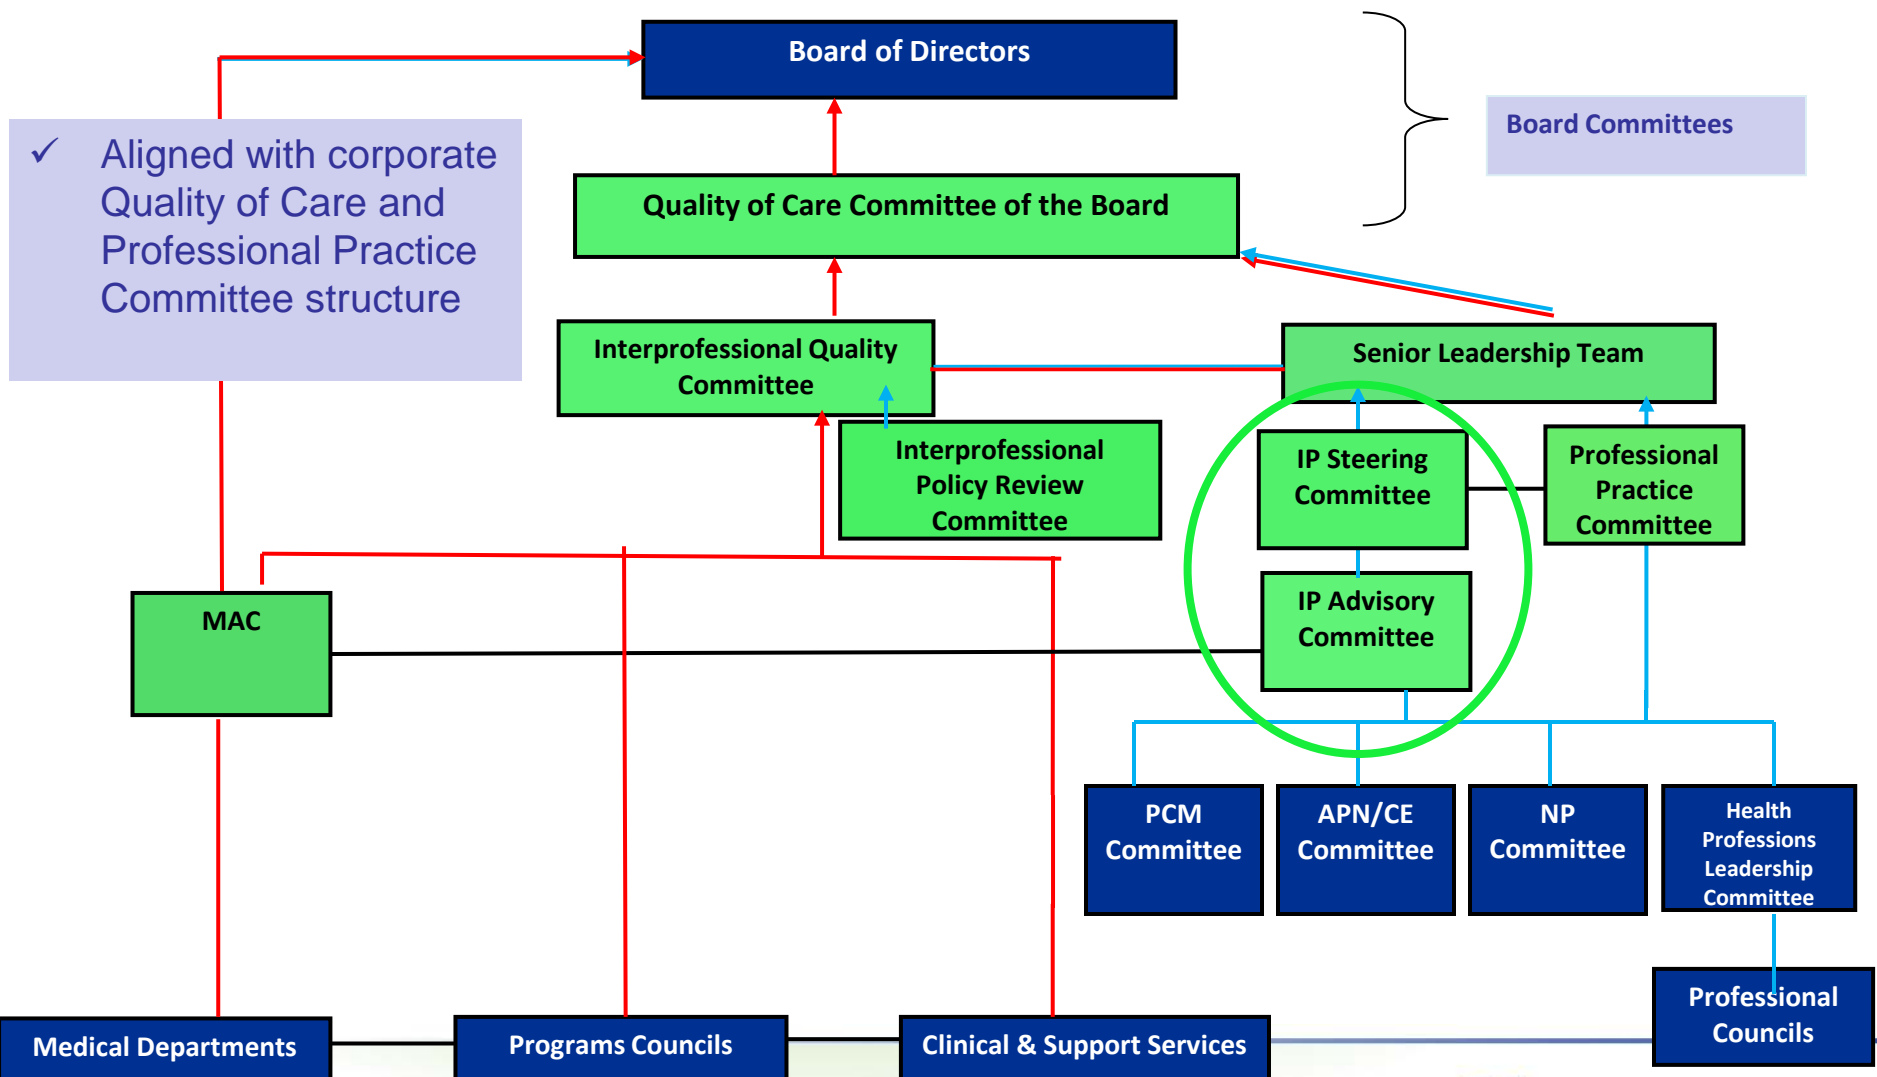 Board of Directors
Board Committees
✓ Aligned with corporate
Quality of Care and
Professional Practice
Committee structure
Quality of Care Committee of the Board
Interprofessional Quality
Committee
Senior Leadership Team
Interprofessional
Policy Review
Committee
IP Steering
Committee
Professional
Practice
Committee
MAC
IP Advisory
Committee
PCM
Committee
APN/CE
Committee
NP
Committee
Health
Professions
Leadership
Committee
Professional
Councils
Medical Departments
Programs Councils
Clinical & Support Services